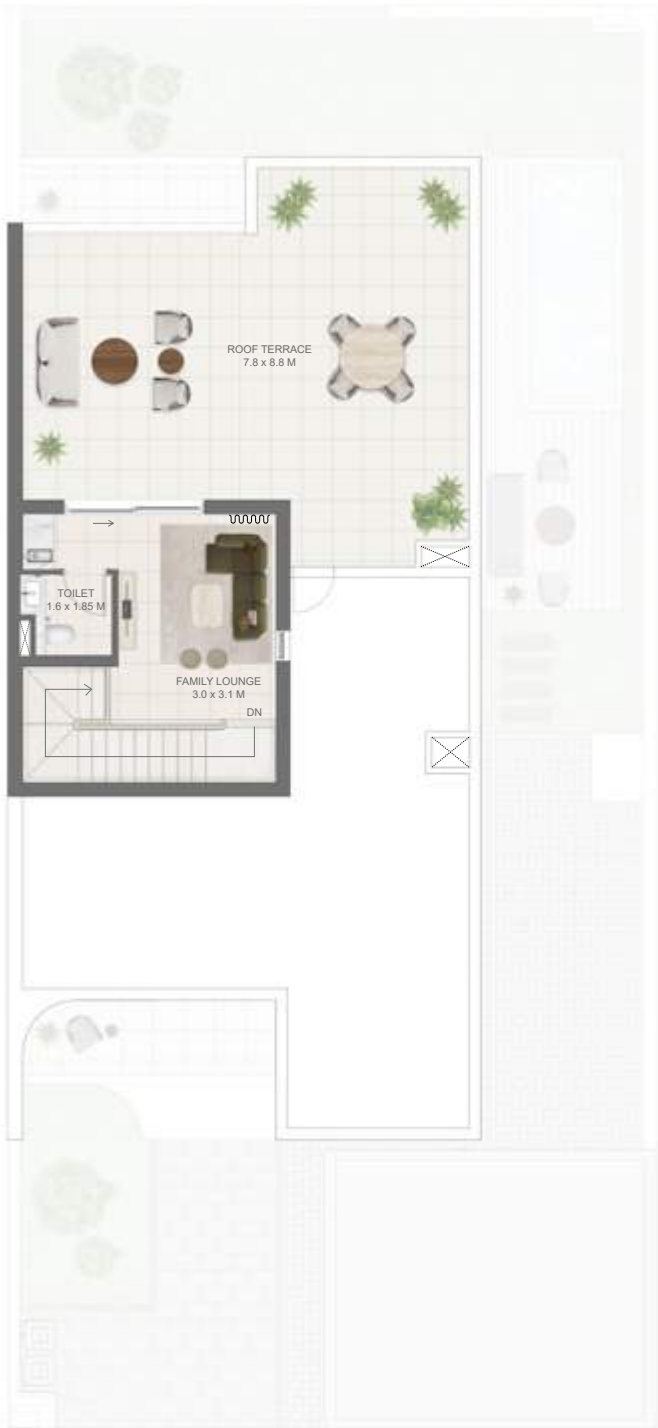 ROOF TERRACE
7.8 x 8.8 M
TOILET
1.6 x 1.85 M
FAMILY LOUNGE
3.0 x 3.1 M
DN